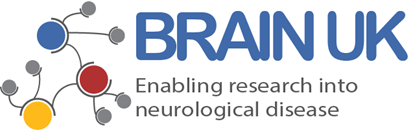 BRAIN UK
Enabling research into
neurological disease